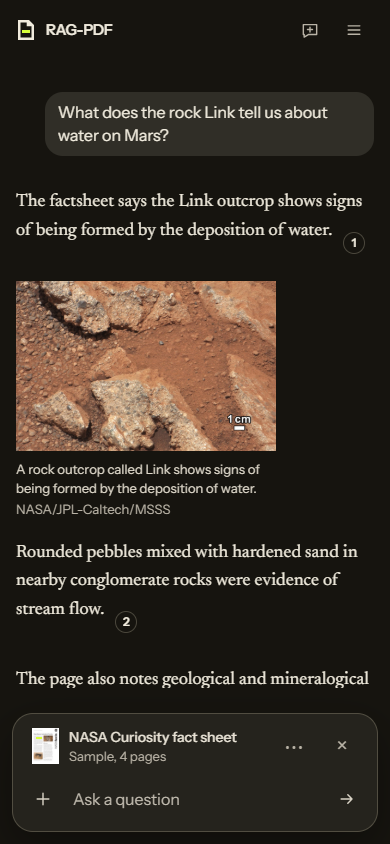 RAG-PDF
What does the rock Link tell us about
water on Mars?
The factsheet says the Link outcrop shows signs
of being formed by the deposition of water.
1
1 cm
A rock outcrop called Link shows signs of
being formed by the deposition of water.
NASA/JPL-Caltech/MSSS
Rounded pebbles mixed with hardened sand in
nearby conglomerate rocks were evidence of
stream flow.
2
The page also notes geological and mineralogical
NASA Curiosity fact sheet
Sample, 4 pages
Ask a question